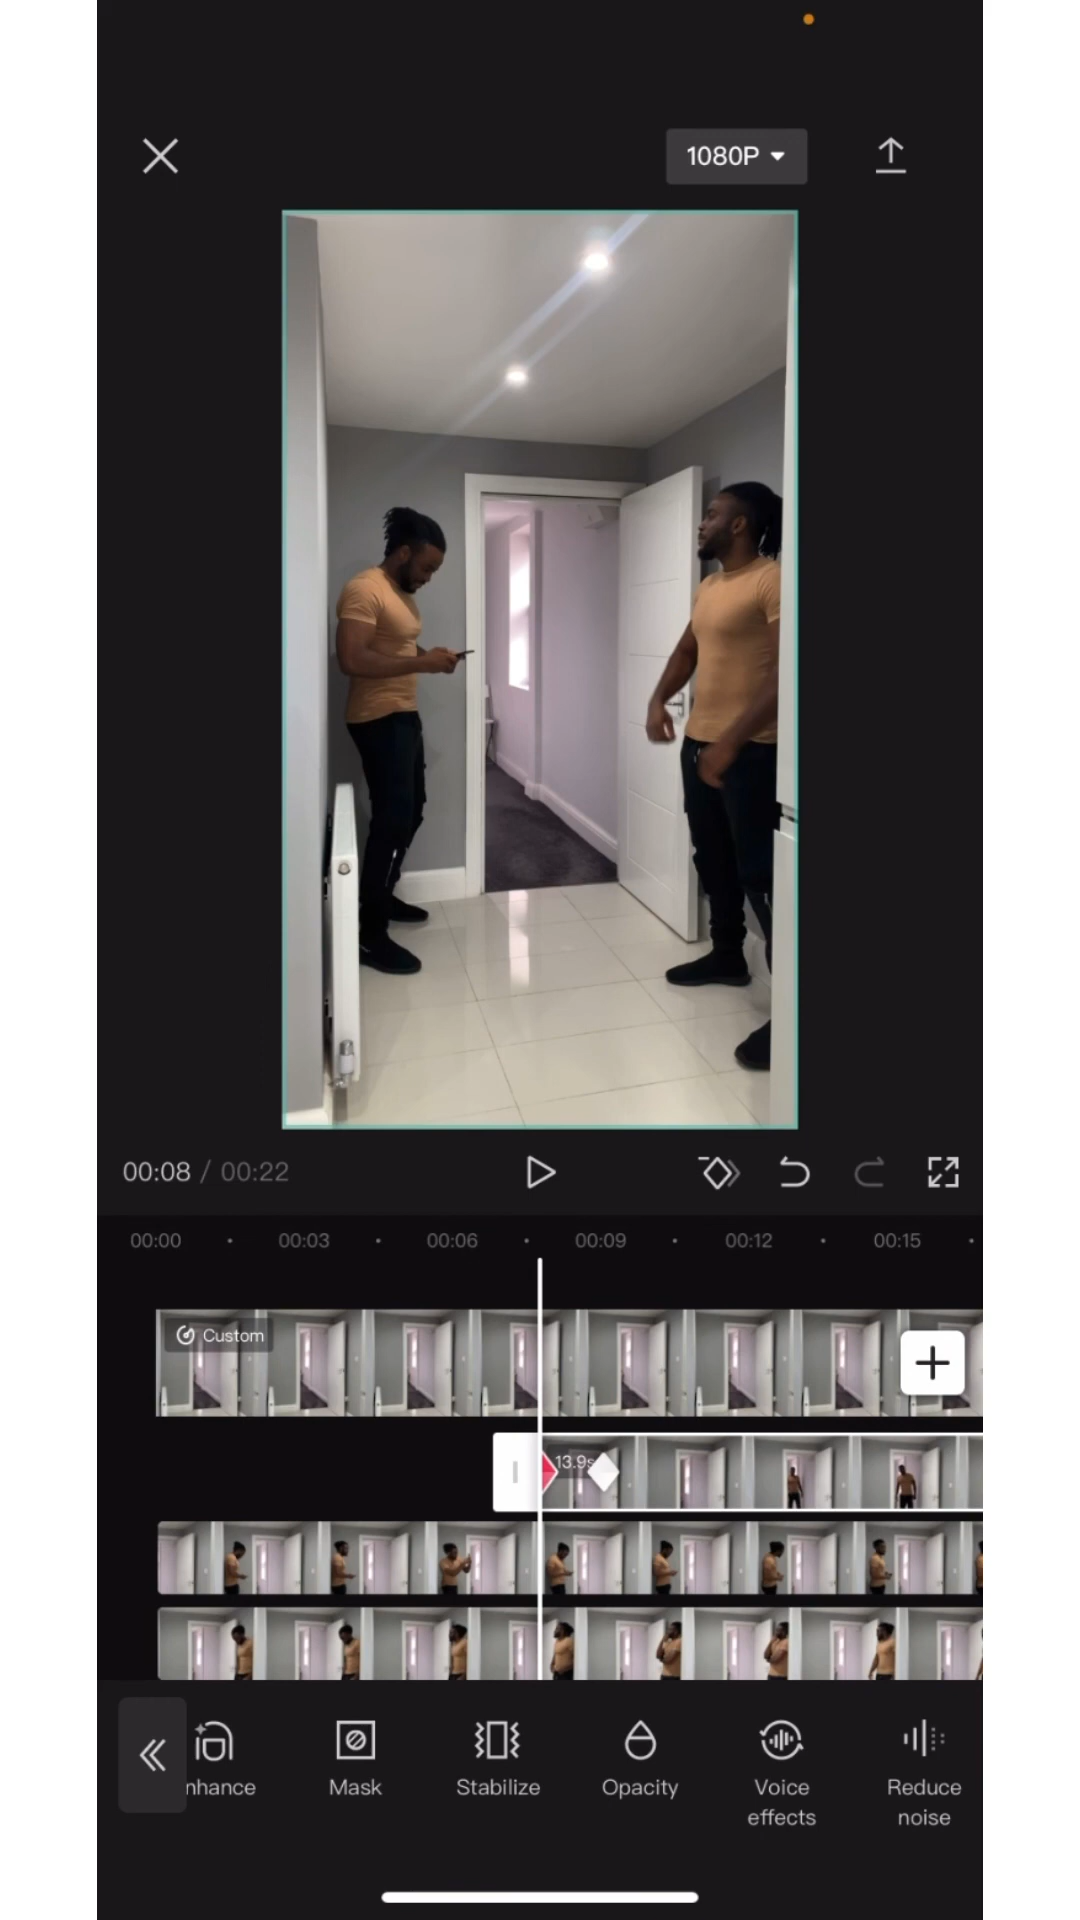 1080P
00:08 / 00:22
00:00 00:03 00:06 00:09 00:12 00:15
Custom
13.9s
nhance Mask Stabilize Opacity Voice effects Reduce noise